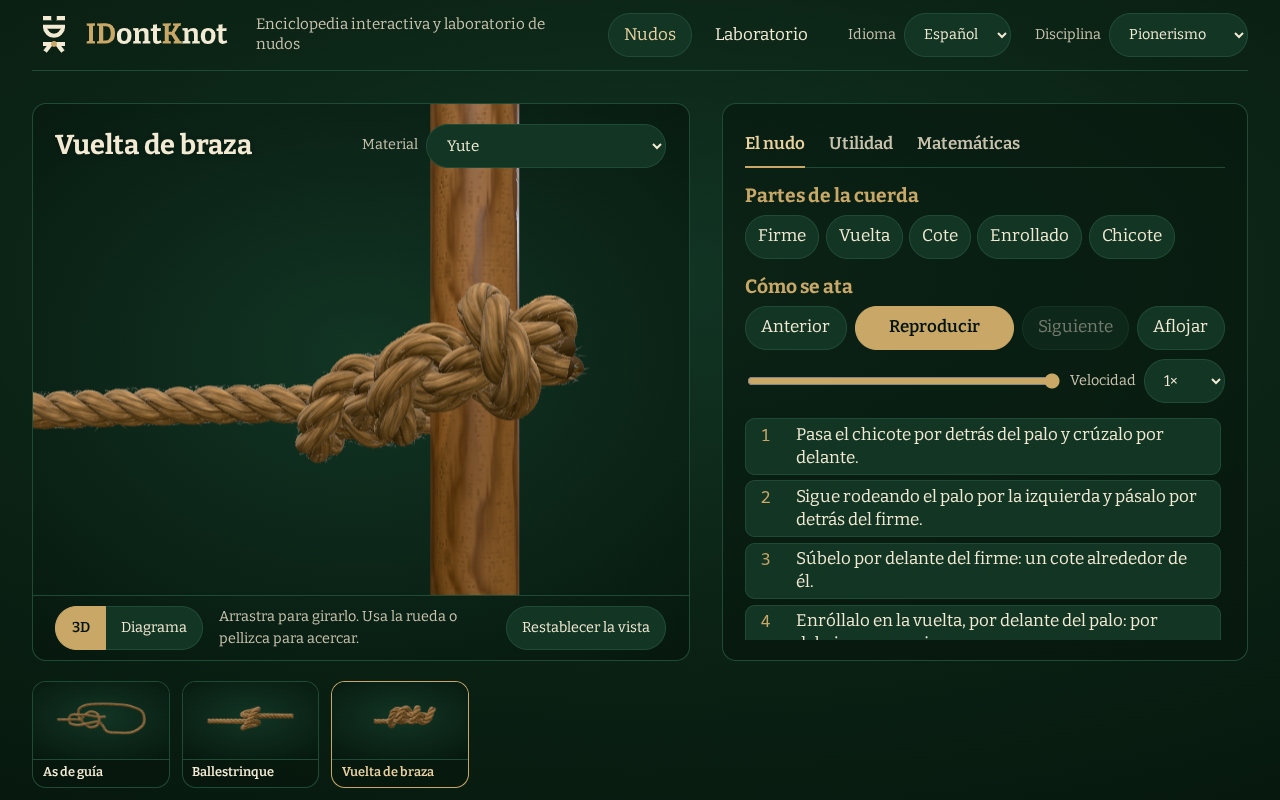 IDontKnot
Enciclopedia interactiva y laboratorio de
nudos
Nudos
Laboratorio
Idioma
Español
Disciplina
Pionerismo
Vuelta de braza
Material
Yute
El nudo
Utilidad
Matemáticas
Partes de la cuerda
Firme
Vuelta
Cote
Enrollado
Chicote
Cómo se ata
Anterior
Reproducir
Siguiente
Aflojar
Velocidad
1×
1
Pasa el chicote por detrás del palo y crúzalo por
delante.
2
Sigue rodeando el palo por la izquierda y pásalo por
detrás del firme.
3
Súbelo por delante del firme: un cote alrededor de
él.
4
Enróllalo en la vuelta, por delante del palo: por
3D
Diagrama
Arrastra para girarlo. Usa la rueda o
pellizca para acercar.
Restablecer la vista
As de guía
Ballestrinque
Vuelta de braza